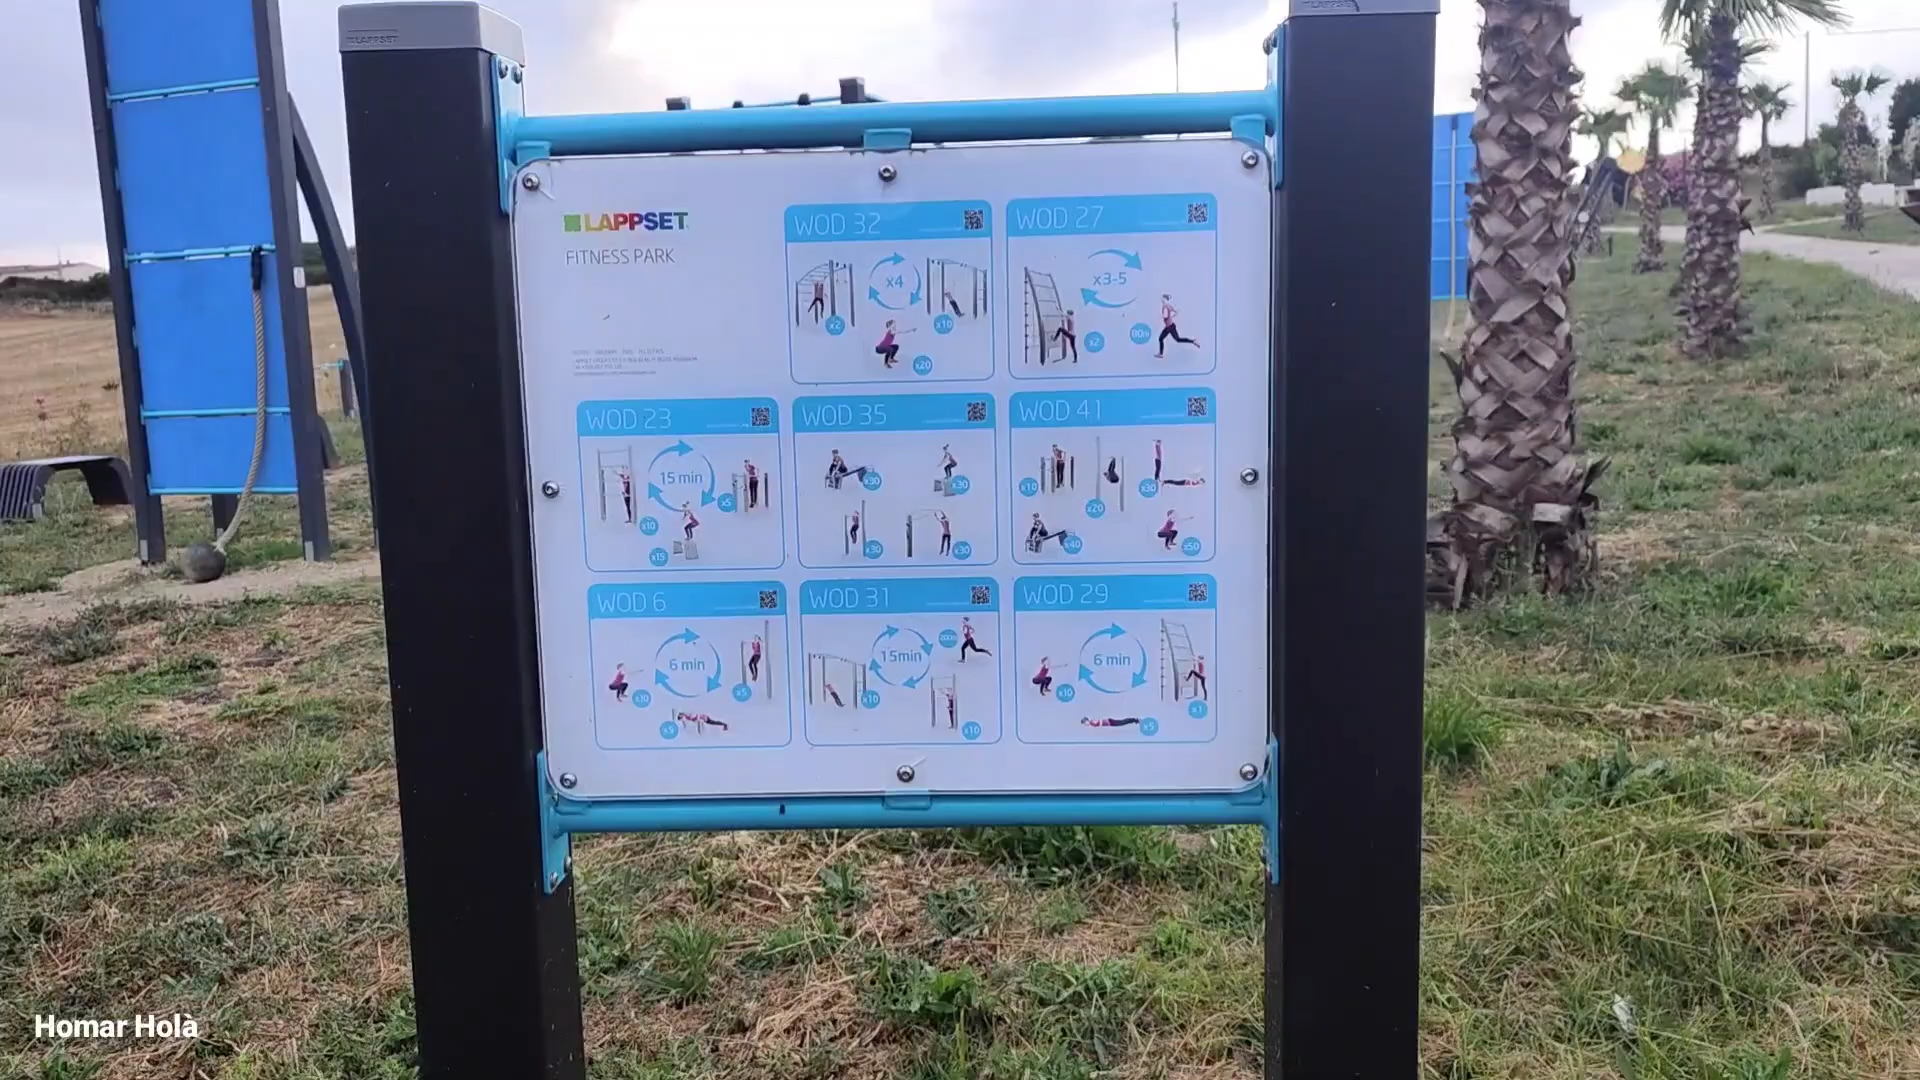 LAPPSET
LAPPSET
LAPPSET
FITNESS PARK
WOD 32
x4
x2
x10
x20
WOD 27
x3-5
x2
80m
WOD 23
15 min
x5
x10
x15
WOD 35
x30
x30
x30
x30
WOD 41
x10
x20
x30
x40
x50
WOD 6
6 min
x10
x5
x5
WOD 31
15min
200m
x10
x10
WOD 29
6 min
x10
x1
x5
Homar Holà